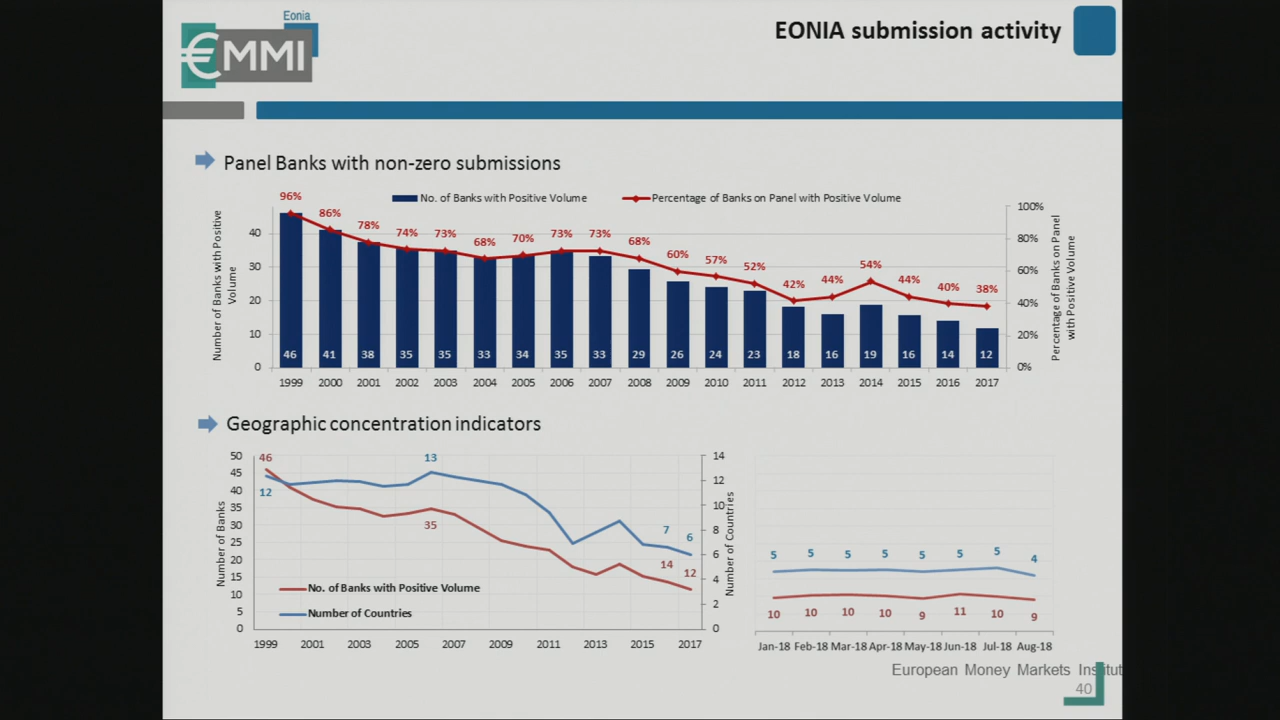 Eonia
€MMI
EONIA submission activity
Panel Banks with non-zero submissions
No. of Banks with Positive Volume
Percentage of Banks on Panel with Positive Volume
Number of Banks with Positive
Volume
40
30
20
10
0
96% 86% 78% 74% 73% 68% 70% 73% 73% 68% 60% 57% 52% 42% 44% 54% 44% 40% 38%
46 41 38 35 35 33 34 35 33 29 26 24 23 18 16 19 16 14 12
1999 2000 2001 2002 2003 2004 2005 2006 2007 2008 2009 2010 2011 2012 2013 2014 2015 2016 2017
100%
80%
60%
40%
20%
0%
Percentage of Banks on Panel
with Positive Volume
Geographic concentration indicators
Number of Banks
50
45
40
35
30
25
20
15
10
5
0
46
12
13
35
7
6
14
12
No. of Banks with Positive Volume
Number of Countries
1999 2001 2003 2005 2007 2009 2011 2013 2015 2017
14
12
10
8
6
4
2
0
Number of Countries
5 5 5 5 5 5 5 4
10 10 10 10 9 11 10 9
Jan-18 Feb-18 Mar-18 Apr-18 May-18 Jun-18 Jul-18 Aug-18
European Money Markets Institut
40